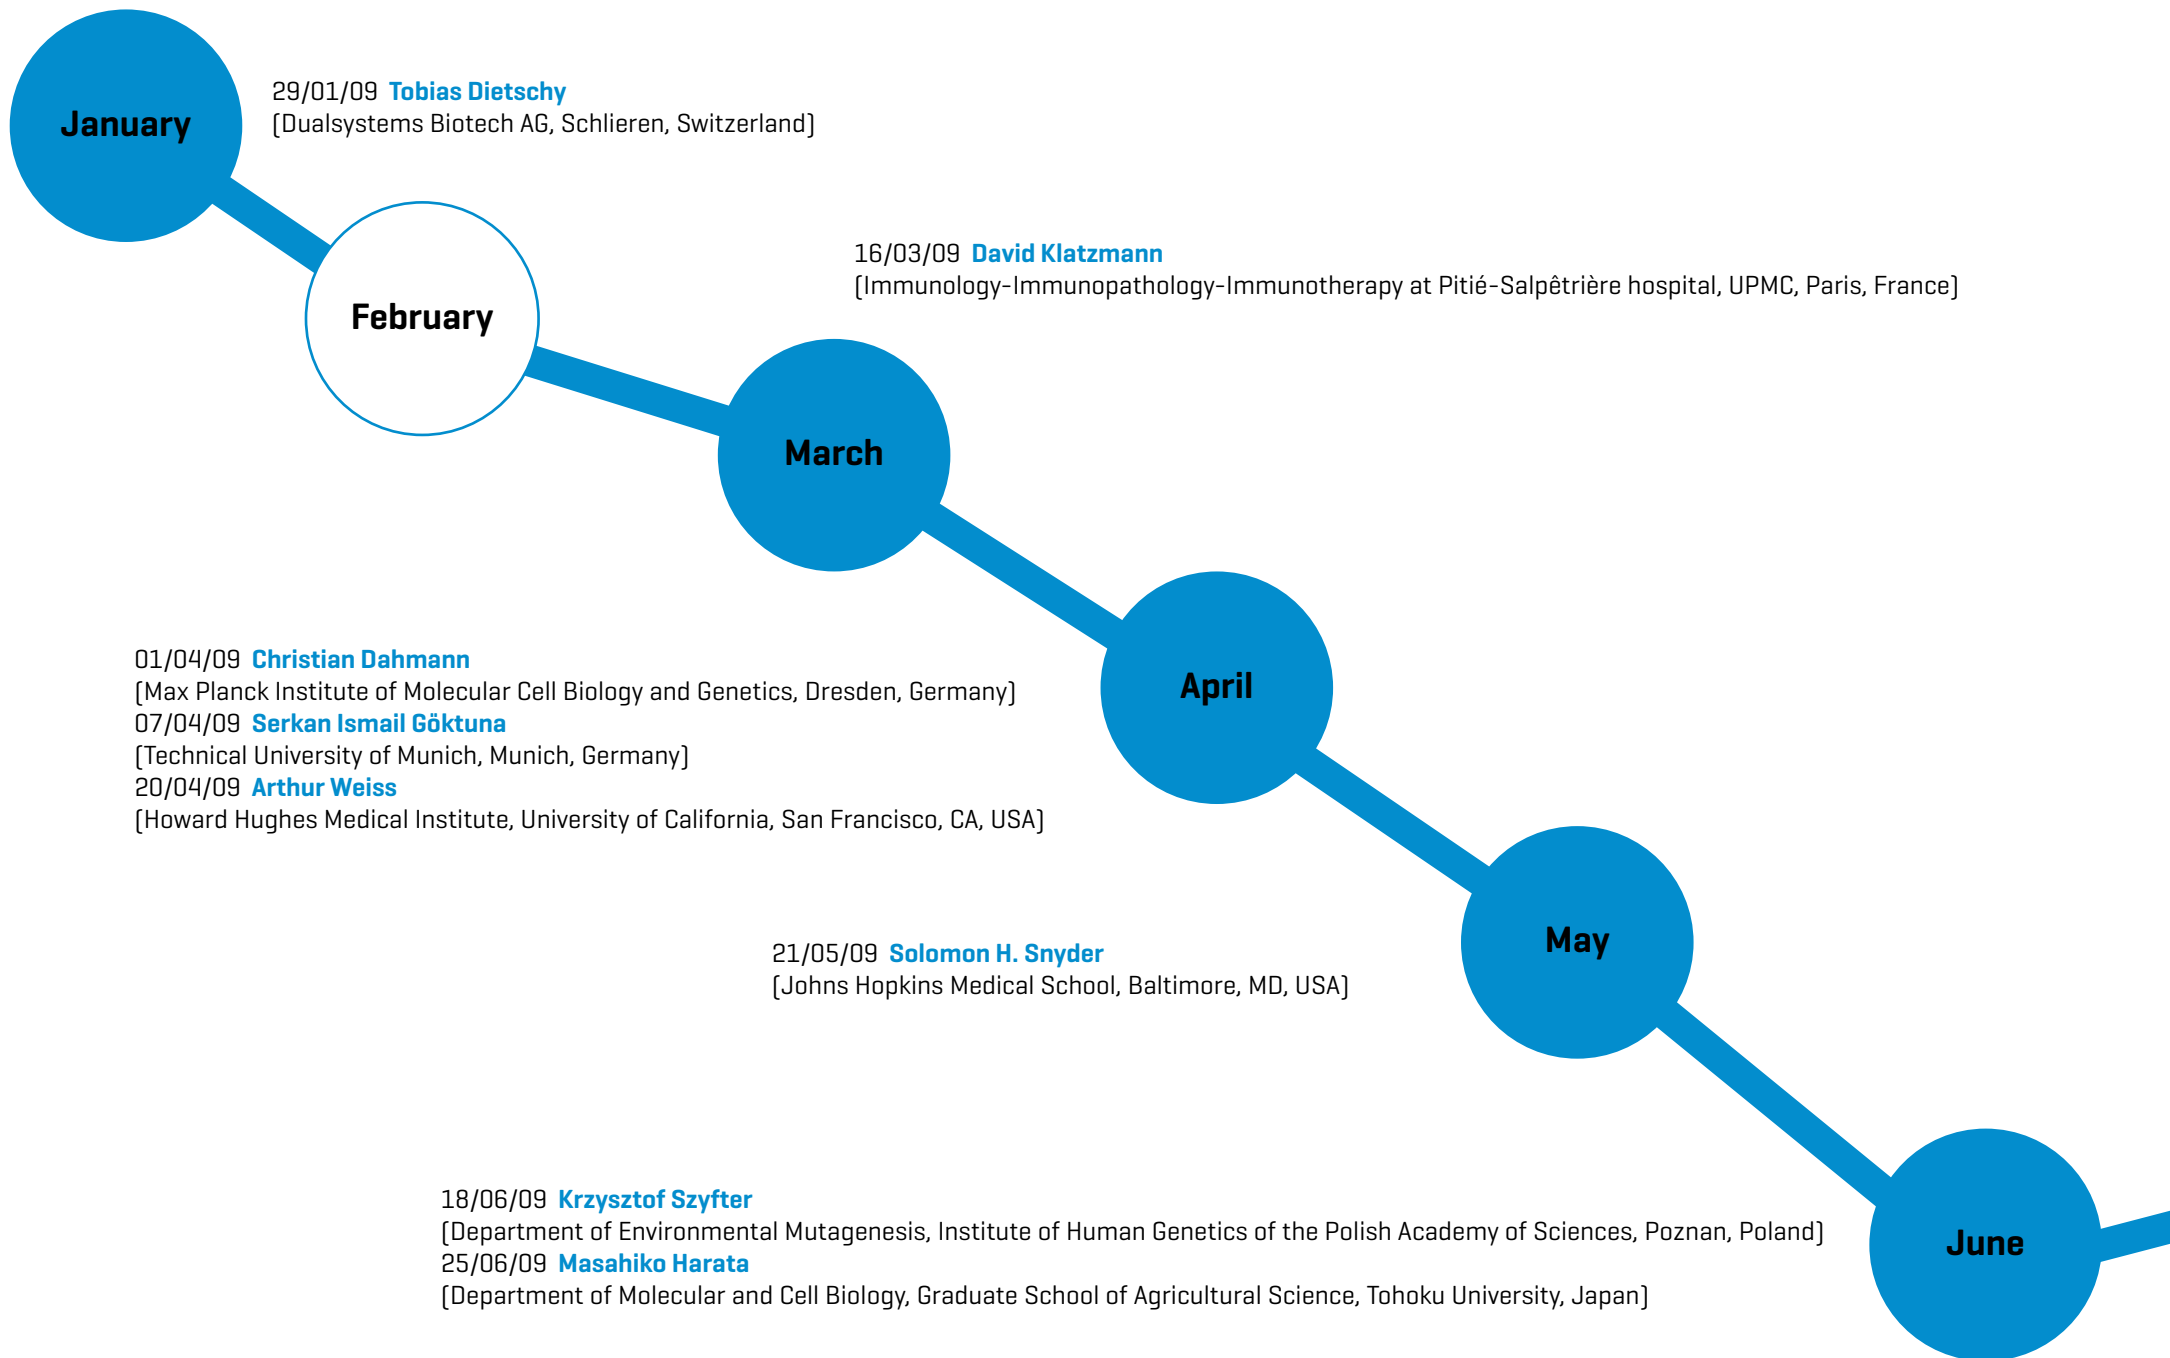 January
29/01/09 Tobias Dietschy
(Dualsystems Biotech AG, Schlieren, Switzerland)
February
16/03/09 David Klatzmann
(Immunology-Immunopathology-Immunotherapy at Pitié-Salpêtrière hospital, UPMC, Paris, France)
March
01/04/09 Christian Dahmann
(Max Planck Institute of Molecular Cell Biology and Genetics, Dresden, Germany)
07/04/09 Serkan Ismail Göktuna
(Technical University of Munich, Munich, Germany)
20/04/09 Arthur Weiss
(Howard Hughes Medical Institute, University of California, San Francisco, CA, USA)
April
21/05/09 Solomon H. Snyder
(Johns Hopkins Medical School, Baltimore, MD, USA)
May
18/06/09 Krzysztof Szyfter
(Department of Environmental Mutagenesis, Institute of Human Genetics of the Polish Academy of Sciences, Poznan, Poland)
25/06/09 Masahiko Harata
(Department of Molecular and Cell Biology, Graduate School of Agricultural Science, Tohoku University, Japan)
June